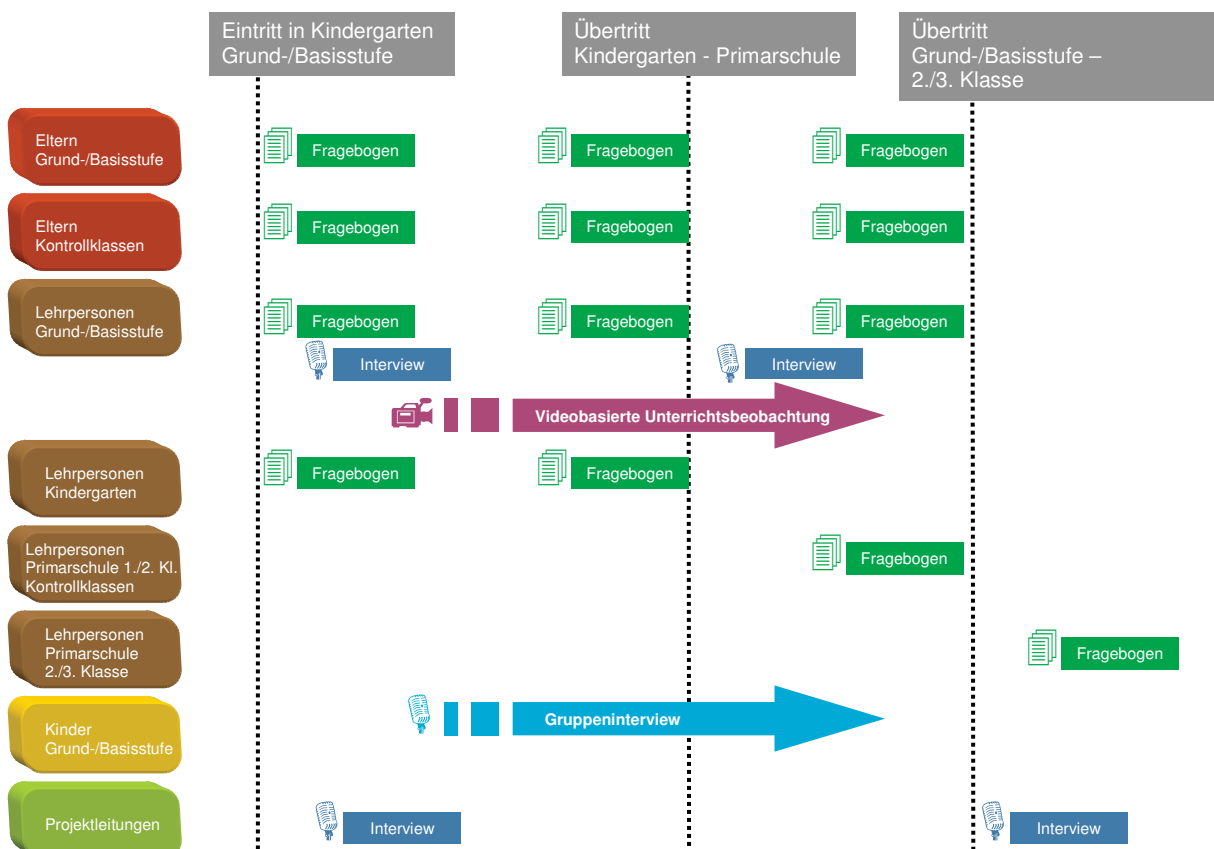 Eintritt in Kindergarten
Grund-/Basisstufe
Übertritt
Kindergarten - Primarschule
Übertritt
Grund-/Basisstufe –
2./3. Klasse
Eltern
Grund-/Basisstufe
Fragebogen
Fragebogen
Fragebogen
Eltern
Kontrollklassen
Fragebogen
Fragebogen
Fragebogen
Lehrpersonen
Grund-/Basisstufe
Fragebogen
Fragebogen
Fragebogen
Interview
Interview
Videobasierte Unterrichtsbeobachtung
Lehrpersonen
Kindergarten
Fragebogen
Fragebogen
Lehrpersonen
Primarschule 1./2. Kl.
Kontrollklassen
Fragebogen
Lehrpersonen
Primarschule
2./3. Klasse
Fragebogen
Kinder
Grund-/Basisstufe
Gruppeninterview
Projektleitungen
Interview
Interview